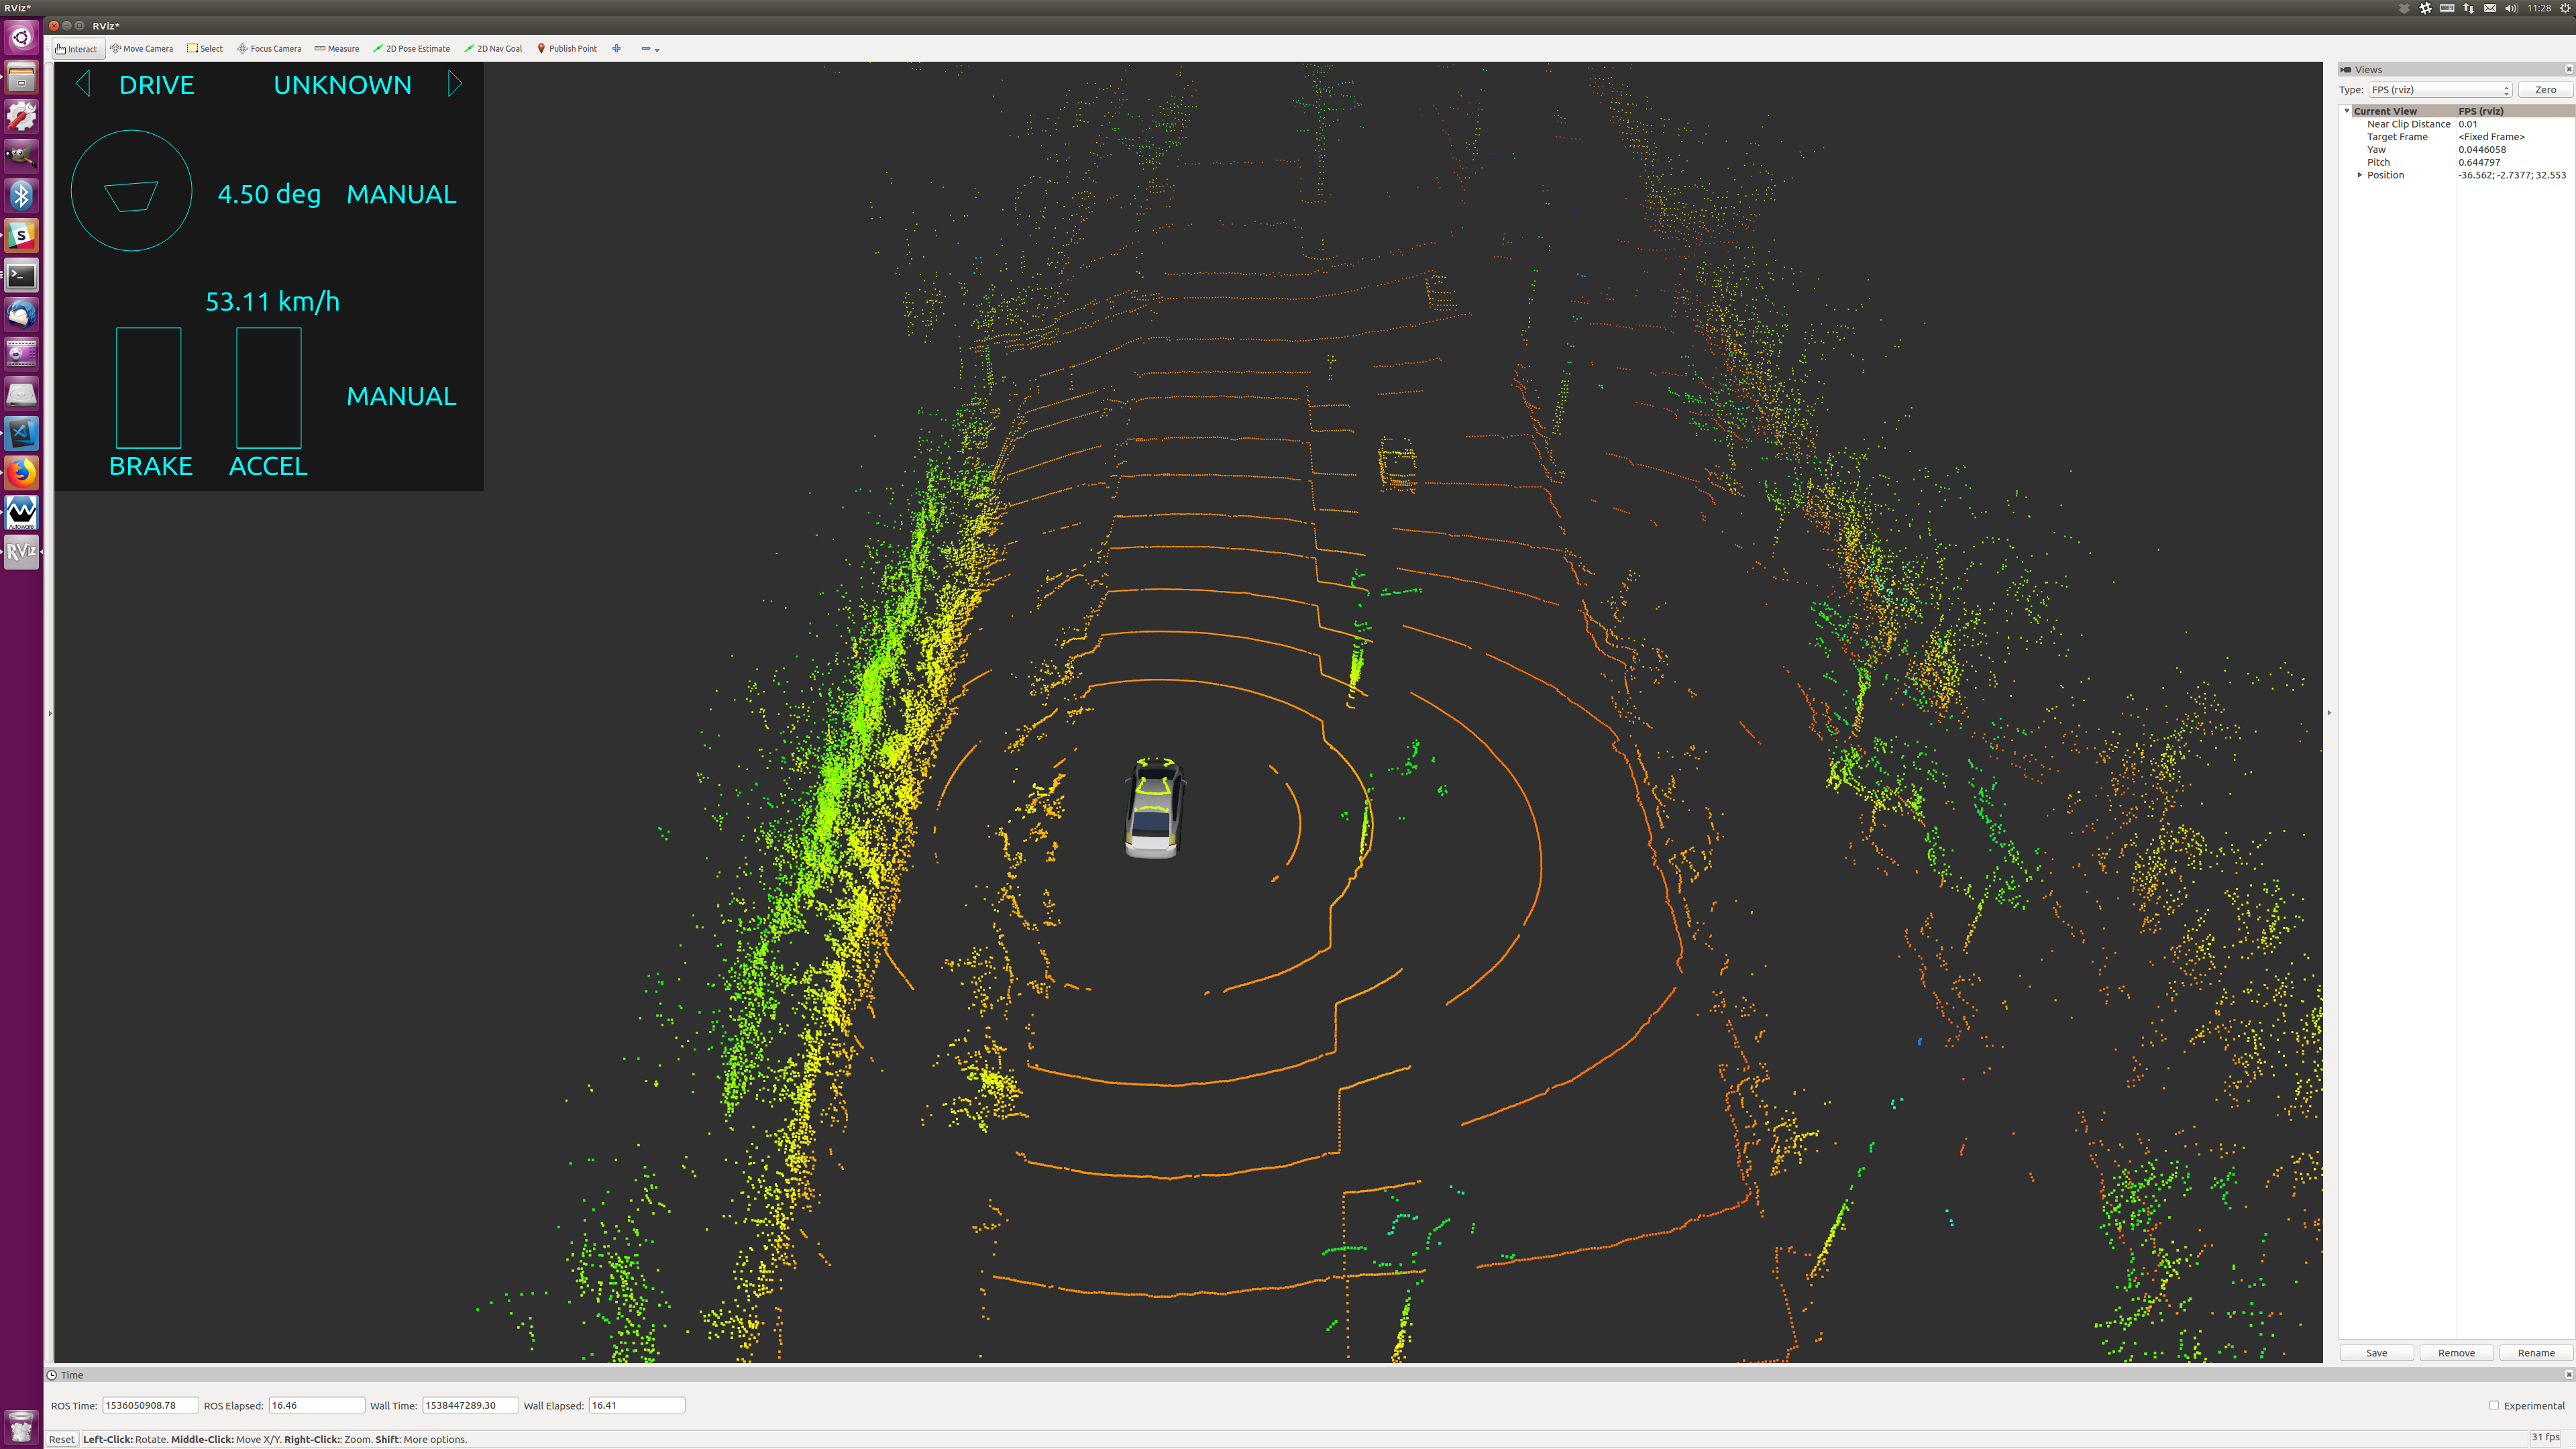 RViz*
11:28
RViz*
Interact Move Camera Select Focus Camera Measure 2D Pose Estimate 2D Nav Goal Publish Point
DRIVE UNKNOWN
4.50 deg MANUAL
53.11 km/h
MANUAL
BRAKE ACCEL
Views
Type: FPS (rviz) Zero
Current View FPS (rviz)
Near Clip Distance 0.01
Target Frame <Fixed Frame>
Yaw 0.0446058
Pitch 0.644797
Position -36.562; -2.7377; 32.553
S
Autoware
RViz
Save Remove Rename
Time
ROS Time: 1536050908.78 ROS Elapsed: 16.46 Wall Time: 1538447289.30 Wall Elapsed: 16.41
Experimental
Reset Left-Click: Rotate. Middle-Click: Move X/Y. Right-Click:: Zoom. Shift: More options.
31 fps